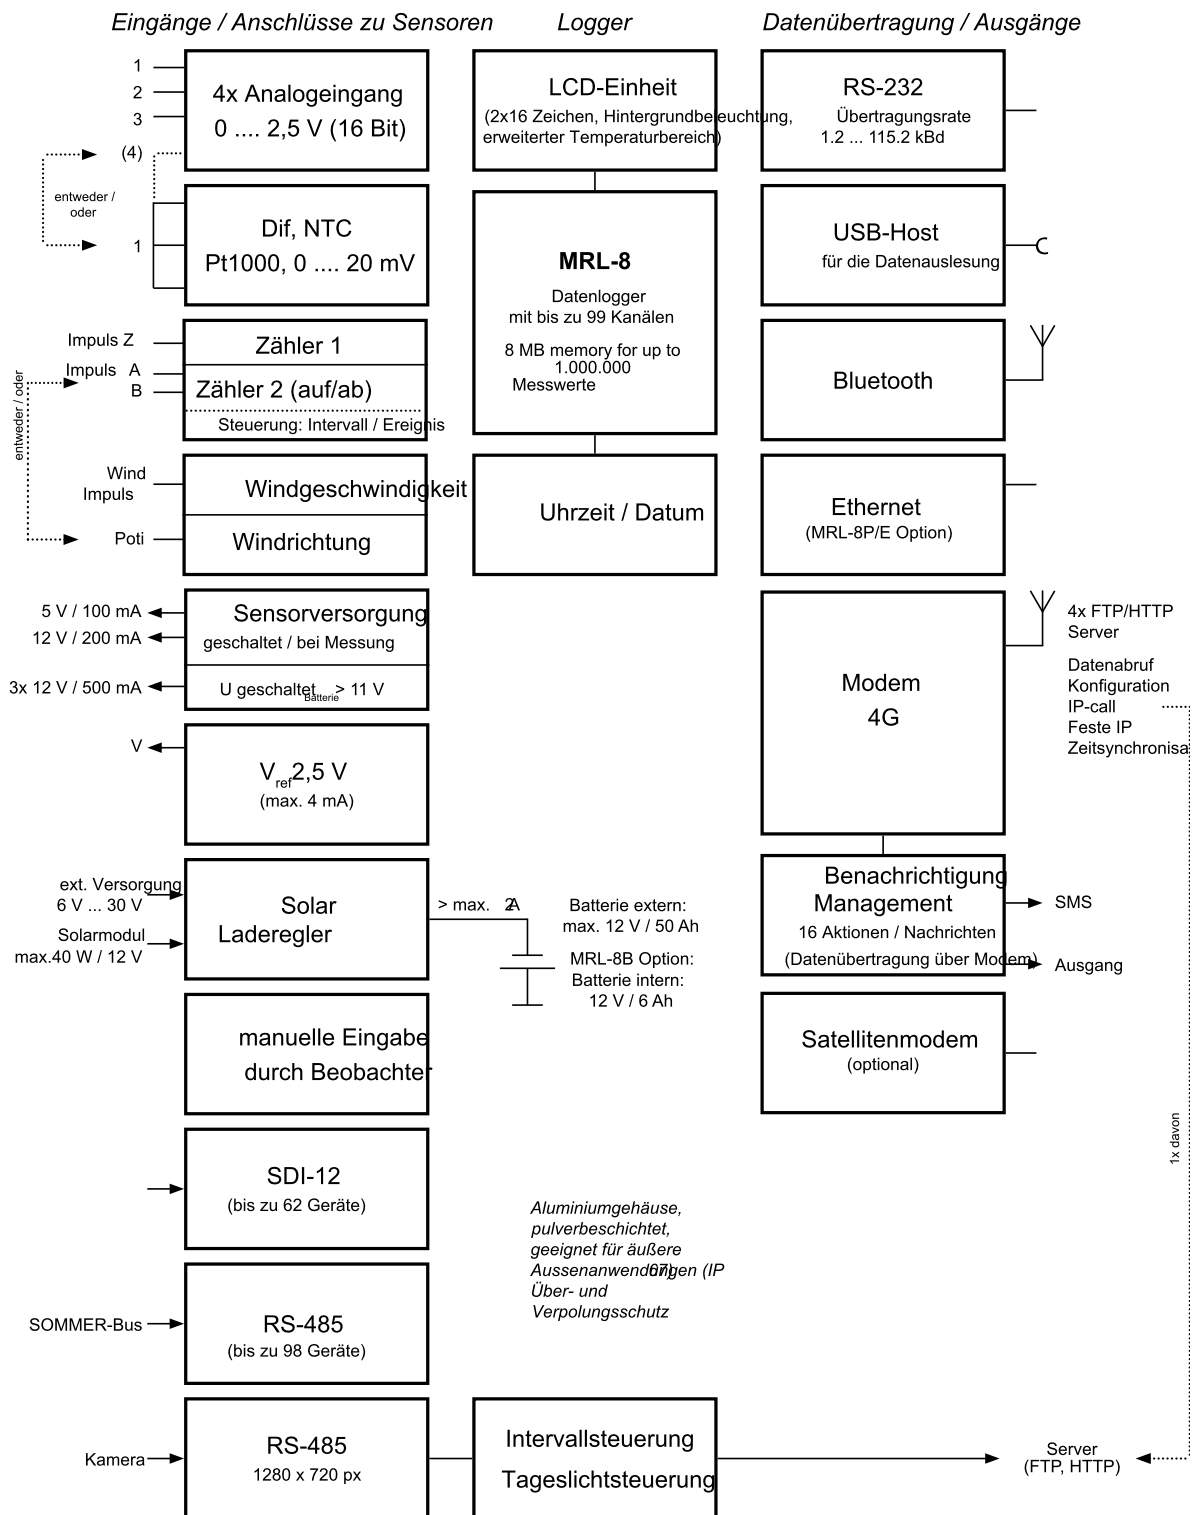 Eingänge / Anschlüsse zu Sensoren
Logger
Datenübertragung / Ausgänge
1
2
3
(4)
4x Analogeingang
0 .... 2,5 V (16 Bit)
entweder /
oder
1
Dif, NTC
Pt1000, 0 .... 20 mV
Impuls Z
Impuls A
B
Zähler 1
Zähler 2 (auf/ab)
Steuerung: Intervall / Ereignis
entweder / oder
Wind
Impuls
Poti
Windgeschwindigkeit
Windrichtung
5 V / 100 mA
12 V / 200 mA
3x 12 V / 500 mA
Sensorversorgung
geschaltet / bei Messung
U geschaltet Batterie > 11 V
V
Vref 2,5 V
(max. 4 mA)
ext. Versorgung
6 V ... 30 V
Solarmodul
max.40 W / 12 V
Solar
Laderegler
> max. 2A
Batterie extern:
max. 12 V / 50 Ah
MRL-8B Option:
Batterie intern:
12 V / 6 Ah
manuelle Eingabe
durch Beobachter
SDI-12
(bis zu 62 Geräte)
SOMMER-Bus
RS-485
(bis zu 98 Geräte)
Kamera
RS-485
1280 x 720 px
LCD-Einheit
(2x16 Zeichen, Hintergrundbeleuchtung,
erweiterter Temperaturbereich)
MRL-8
Datenlogger
mit bis zu 99 Kanälen
8 MB memory for up to
1.000.000
Messwerte
Uhrzeit / Datum
Aluminiumgehäuse,
pulverbeschichtet,
geeignet für äußere
Aussenanwendungen (IP 67)
Über- und
Verpolungsschutz
Intervallsteuerung
Tageslichtsteuerung
RS-232
Übertragungsrate
1.2 ... 115.2 kBd
USB-Host
für die Datenauslesung
Bluetooth
Ethernet
(MRL-8P/E Option)
Modem
4G
4x FTP/HTTP
Server
Datenabruf
Konfiguration
IP-call
Feste IP
Zeitsynchronisa
Benachrichtigung
Management
16 Aktionen / Nachrichten
(Datenübertragung über Modem)
SMS
Ausgang
Satellitenmodem
(optional)
1x davon
Server
(FTP, HTTP)